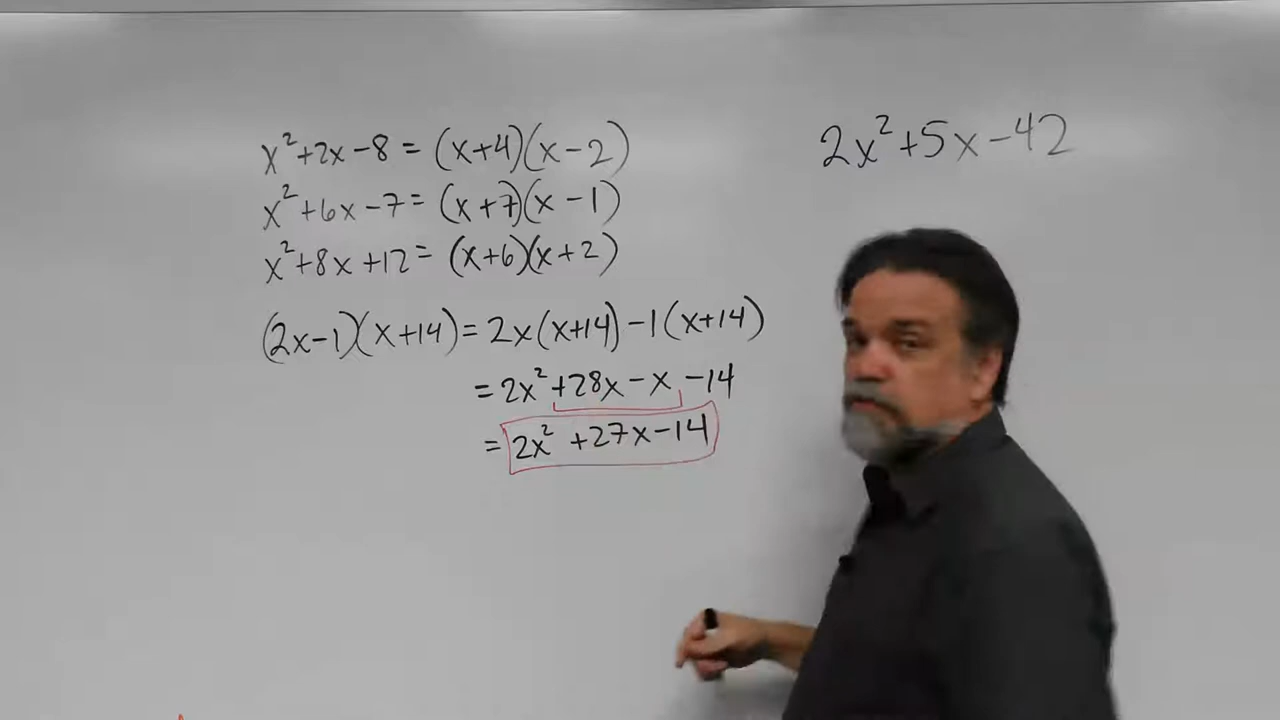 x²+2x-8=(x+4)(x-2)
x²+6x-7=(x+7)(x-1)
x²+8x+12=(x+6)(x+2)
(2x-1)(x+14)=2x(x+14)-1(x+14)
=2x²+28x-x-14
=2x²+27x-14
2x²+5x-42